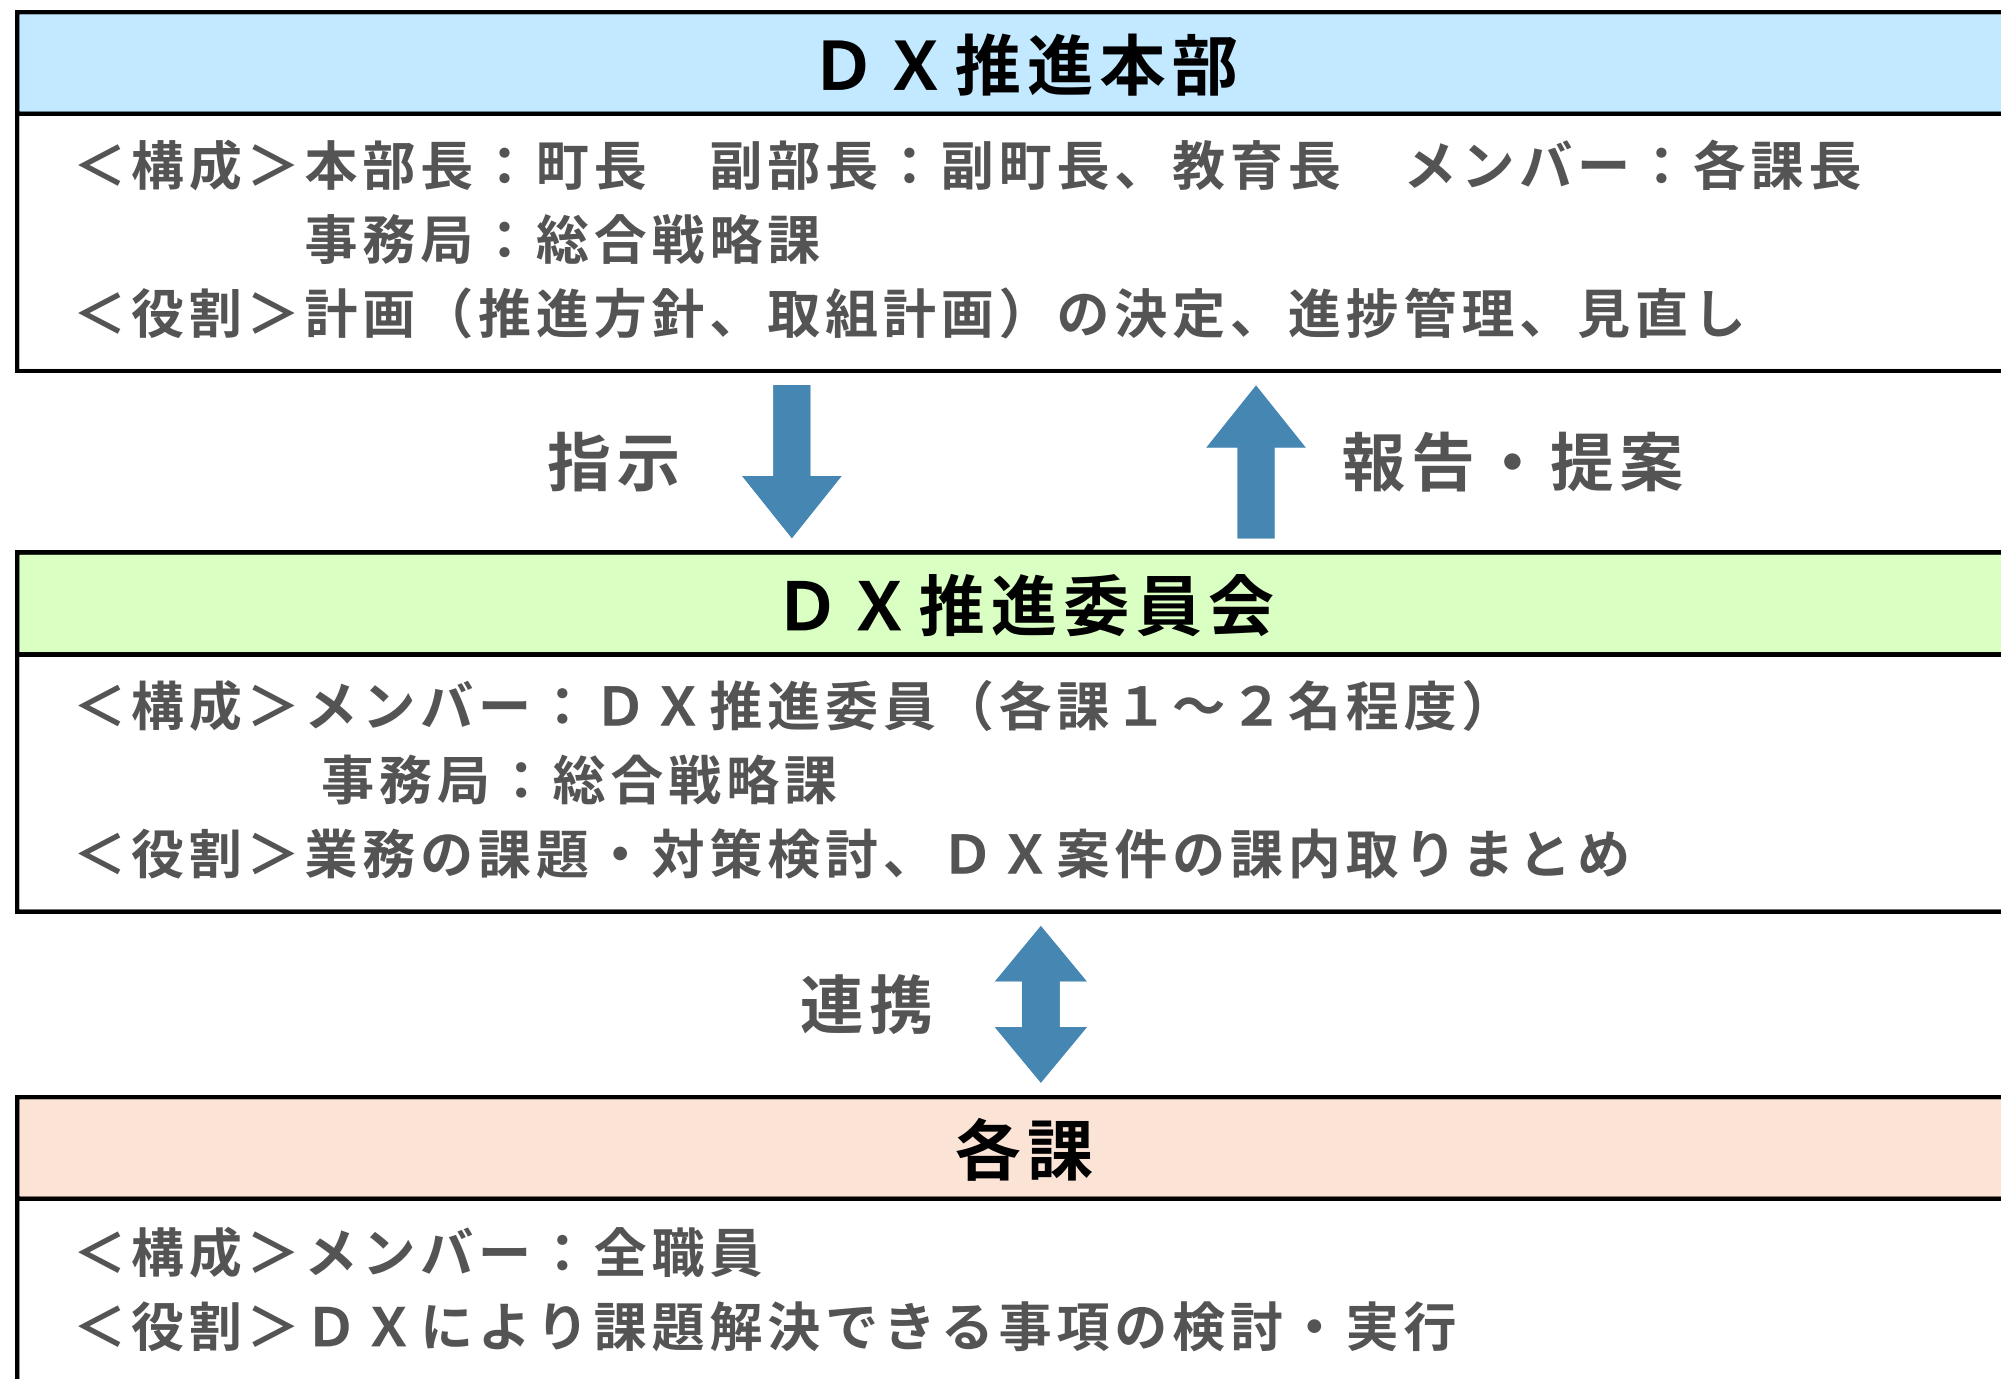 ＤＸ推進本部
＜構成＞本部長：町長　副部長：副町長、教育長　メンバー：各課長
事務局：総合戦略課
＜役割＞計画（推進方針、取組計画）の決定、進捗管理、見直し
指示
報告・提案
ＤＸ推進委員会
＜構成＞メンバー：ＤＸ推進委員（各課１～２名程度）
事務局：総合戦略課
＜役割＞業務の課題・対策検討、ＤＸ案件の課内取りまとめ
連携
各課
＜構成＞メンバー：全職員
＜役割＞ＤＸにより課題解決できる事項の検討・実行